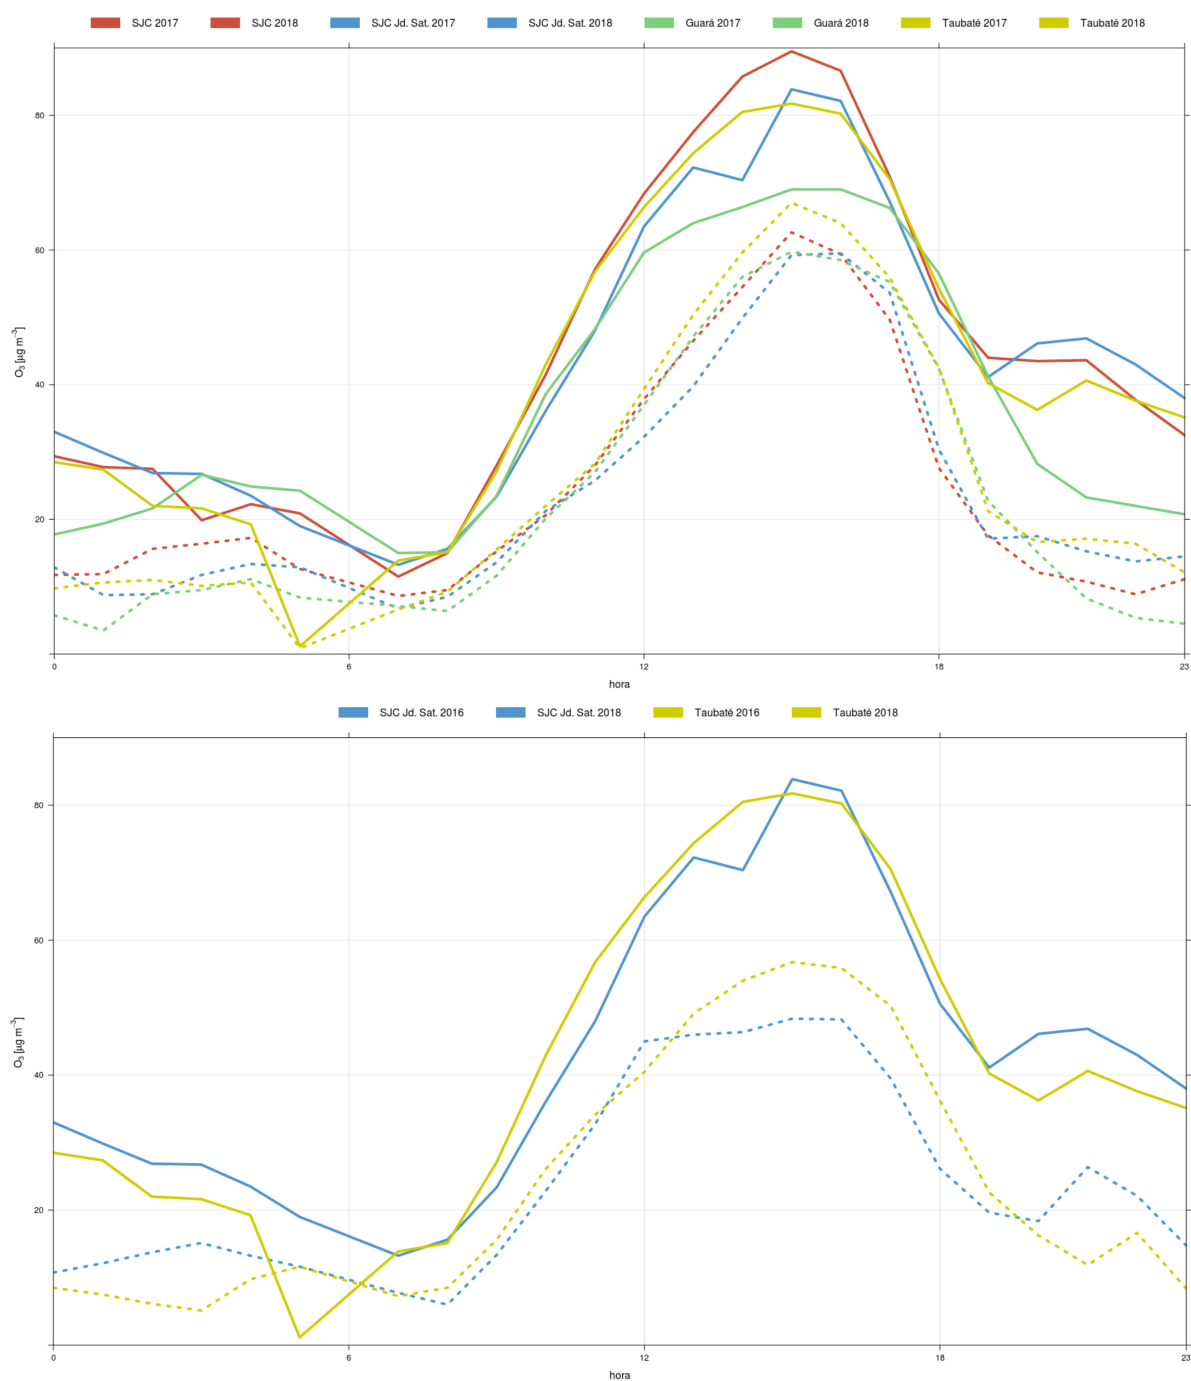 SJC 2017 SJC 2018 SJC Jd. Sat. 2017 SJC Jd. Sat. 2018 Guará 2017 Guará 2018 Taubaté 2017 Taubaté 2018
80
60
O₃ [µg m⁻³]
40
20
0 6 12 18 23
hora
SJC Jd. Sat. 2016 SJC Jd. Sat. 2018 Taubaté 2016 Taubaté 2018
80
60
O₃ [µg m⁻³]
40
20
0 6 12 18 23
hora